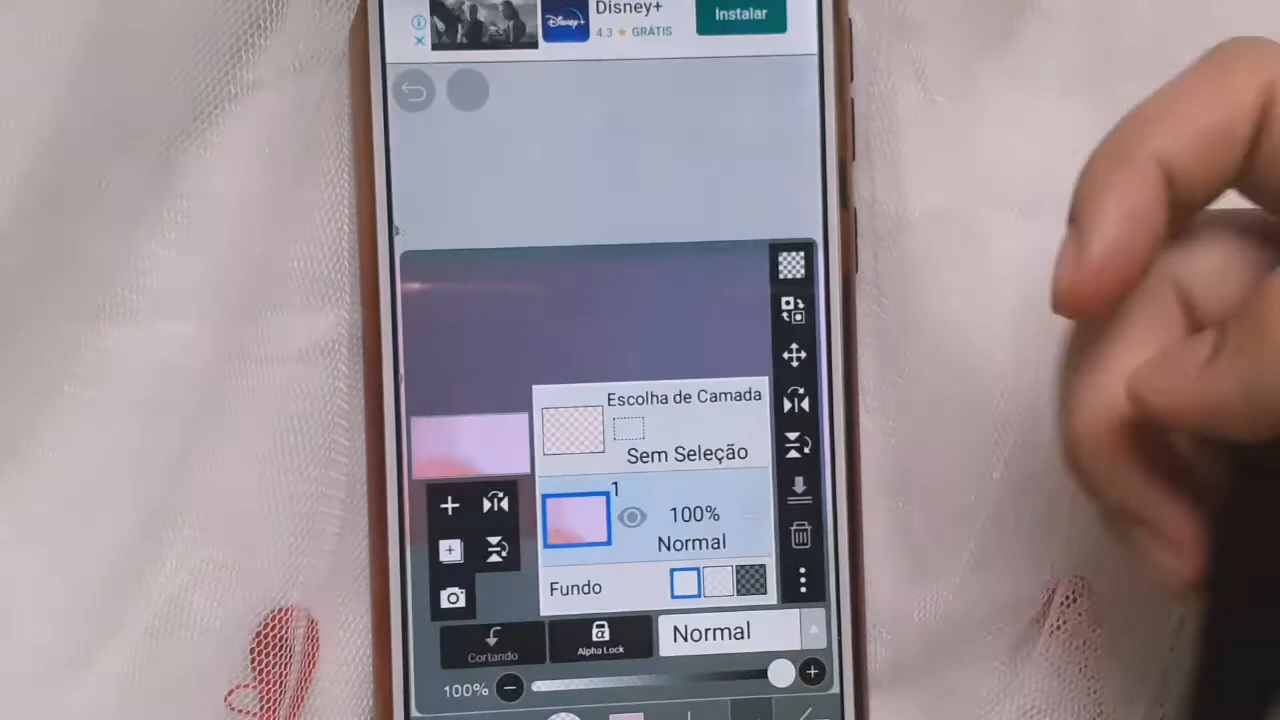 Disney+
Instalar
4.3 ★ GRÁTIS
Disney+
Escolha de Camada
Sem Seleção
1
100%
Normal
Fundo
Cortando
α
Alpha Lock
Normal
100%